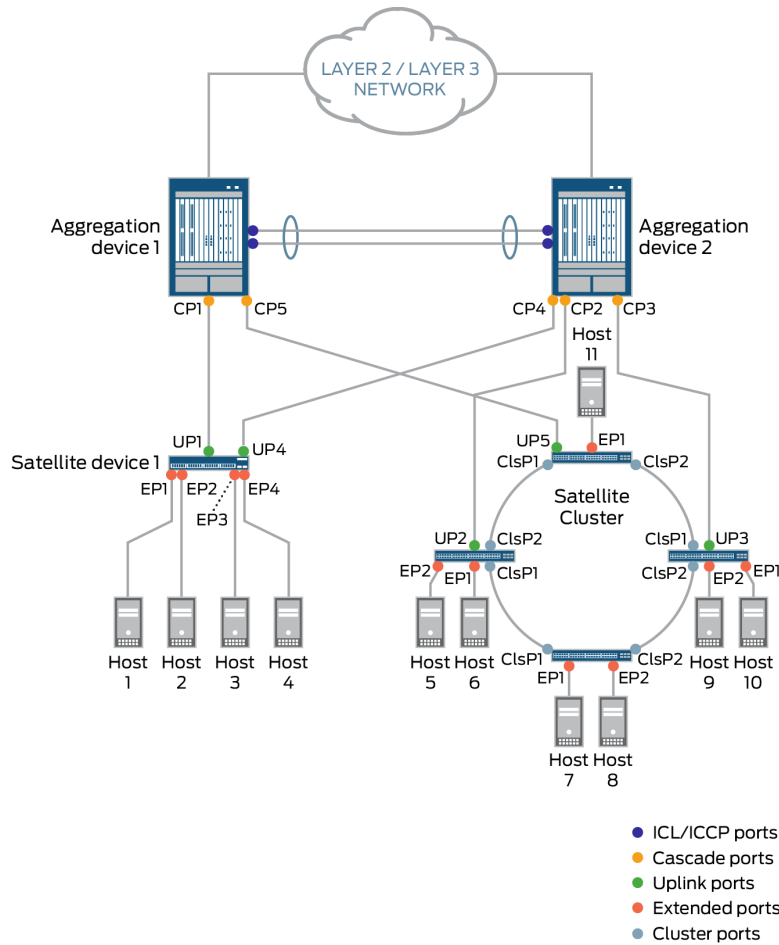 LAYER 2 / LAYER 3
NETWORK
Aggregation
device 1
Aggregation
device 2
CP1
CP5
CP4
CP2
CP3
Host
11
UP1
UP4
UP5
EP1
Satellite device 1
ClsP1
ClsP2
EP1
EP2
EP3
EP4
Satellite
Cluster
UP2
ClsP2
ClsP1
UP3
EP2
EP1
ClsP1
ClsP2
EP2
EP1
Host
1
Host
2
Host
3
Host
4
Host
5
Host
6
ClsP1
ClsP2
EP1
EP2
Host
9
Host
10
Host
7
Host
8
ICL/ICCP ports
Cascade ports
Uplink ports
Extended ports
Cluster ports